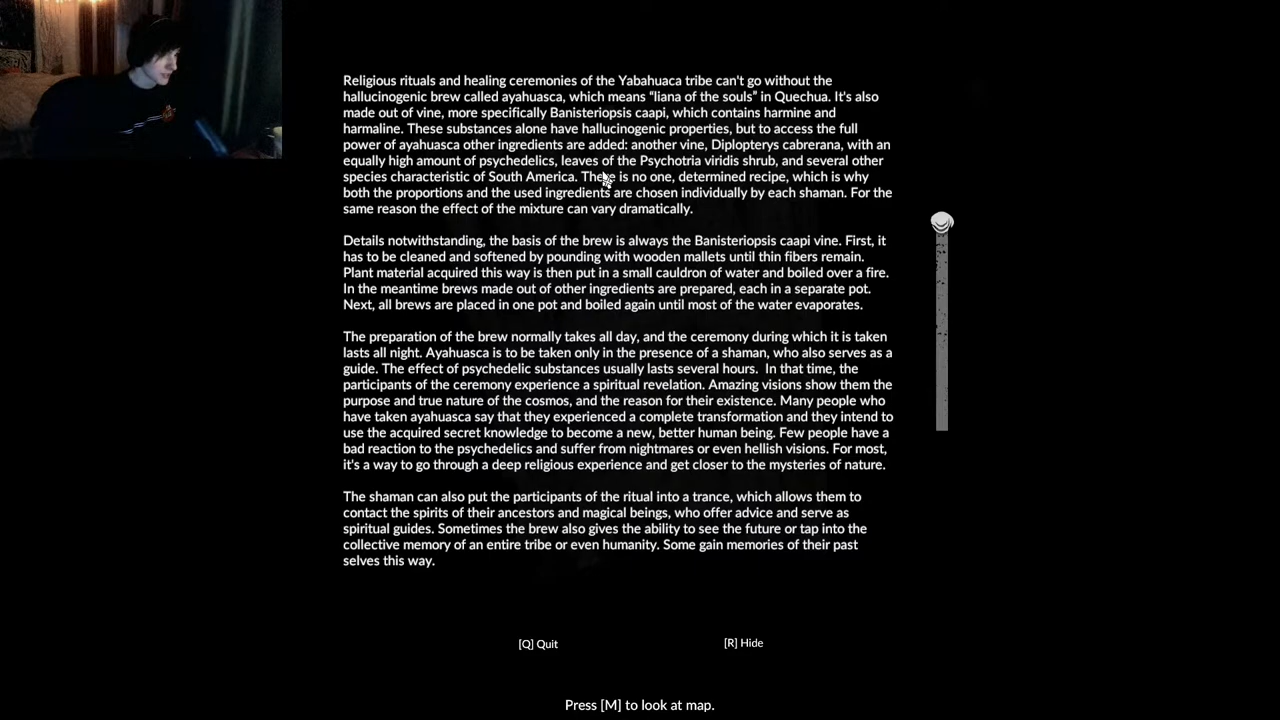 Religious rituals and healing ceremonies of the Yabahuaca tribe can't go without the
hallucinogenic brew called ayahuasca, which means “liana of the souls” in Quechua. It's also
made out of vine, more specifically Banisteriopsis caapi, which contains harmine and
harmaline. These substances alone have hallucinogenic properties, but to access the full
power of ayahuasca other ingredients are added: another vine, Diplopterys cabrerana, with an
equally high amount of psychedelics, leaves of the Psychotria viridis shrub, and several other
species characteristic of South America. There is no one, determined recipe, which is why
both the proportions and the used ingredients are chosen individually by each shaman. For the
same reason the effect of the mixture can vary dramatically.
Details notwithstanding, the basis of the brew is always the Banisteriopsis caapi vine. First, it
has to be cleaned and softened by pounding with wooden mallets until thin fibers remain.
Plant material acquired this way is then put in a small cauldron of water and boiled over a fire.
In the meantime brews made out of other ingredients are prepared, each in a separate pot.
Next, all brews are placed in one pot and boiled again until most of the water evaporates.
The preparation of the brew normally takes all day, and the ceremony during which it is taken
lasts all night. Ayahuasca is to be taken only in the presence of a shaman, who also serves as a
guide. The effect of psychedelic substances usually lasts several hours.  In that time, the
participants of the ceremony experience a spiritual revelation. Amazing visions show them the
purpose and true nature of the cosmos, and the reason for their existence. Many people who
have taken ayahuasca say that they experienced a complete transformation and they intend to
use the acquired secret knowledge to become a new, better human being. Few people have a
bad reaction to the psychedelics and suffer from nightmares or even hellish visions. For most,
it's a way to go through a deep religious experience and get closer to the mysteries of nature.
The shaman can also put the participants of the ritual into a trance, which allows them to
contact the spirits of their ancestors and magical beings, who offer advice and serve as
spiritual guides. Sometimes the brew also gives the ability to see the future or tap into the
collective memory of an entire tribe or even humanity. Some gain memories of their past
selves this way.
[Q] Quit
[R] Hide
Press [M] to look at map.